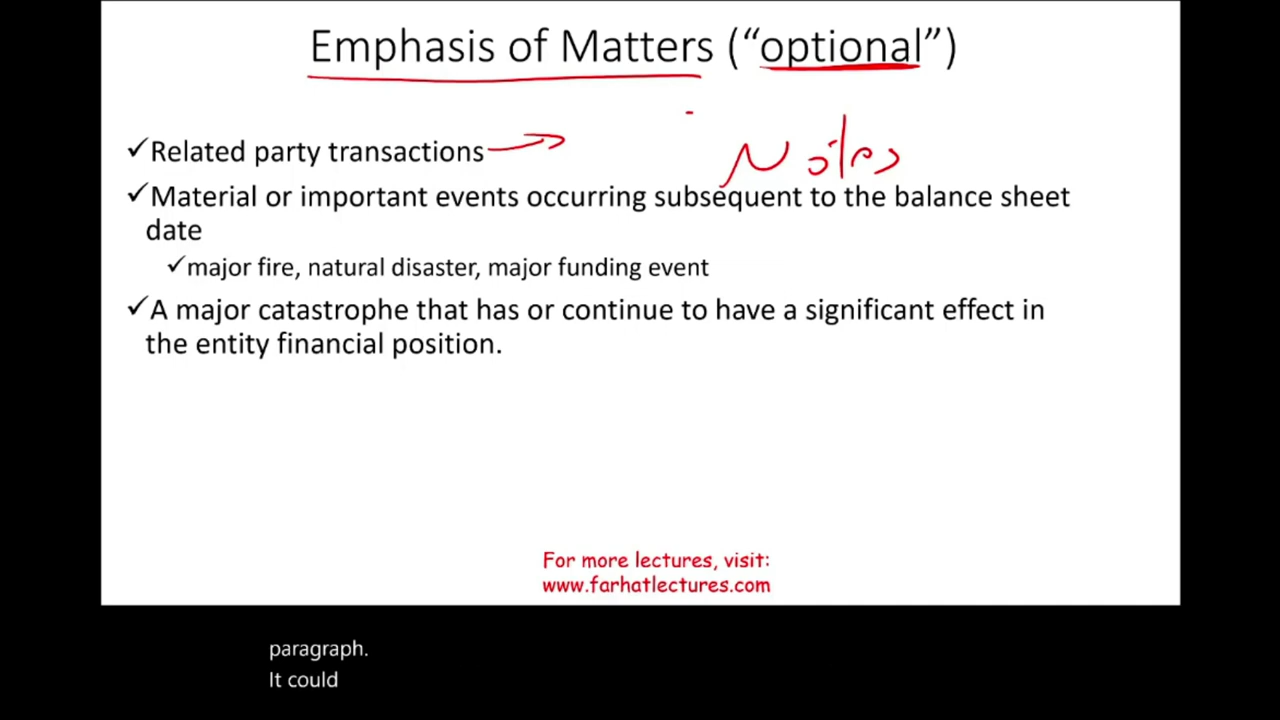 Emphasis of Matters (“optional”)
Notes
✓Related party transactions
✓Material or important events occurring subsequent to the balance sheet
date
✓major fire, natural disaster, major funding event
✓A major catastrophe that has or continue to have a significant effect in
the entity financial position.
For more lectures, visit:
www.farhatlectures.com
paragraph.
It could